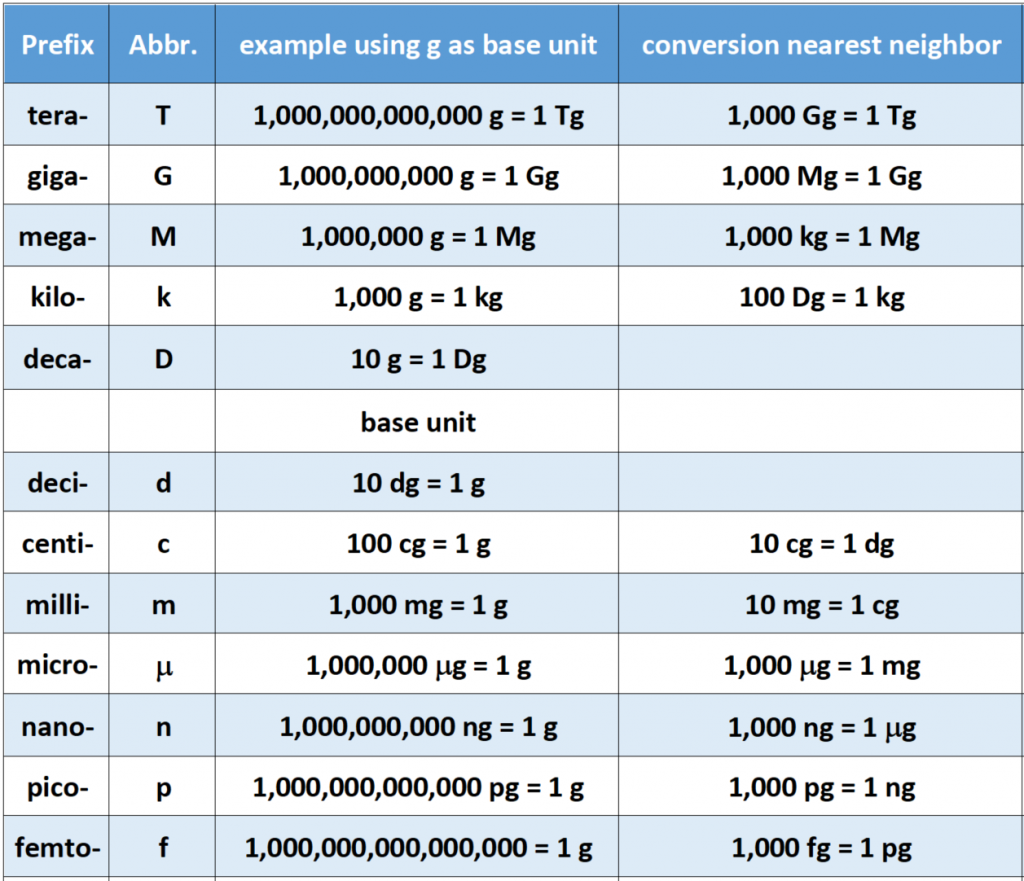 Prefix Abbr. example using g as base unit conversion nearest neighbor
tera- T 1,000,000,000,000 g = 1 Tg 1,000 Gg = 1 Tg
giga- G 1,000,000,000 g = 1 Gg 1,000 Mg = 1 Gg
mega- M 1,000,000 g = 1 Mg 1,000 kg = 1 Mg
kilo- k 1,000 g = 1 kg 100 Dg = 1 kg
deca- D 10 g = 1 Dg
base unit
deci- d 10 dg = 1 g
centi- c 100 cg = 1 g 10 cg = 1 dg
milli- m 1,000 mg = 1 g 10 mg = 1 cg
micro- μ 1,000,000 μg = 1 g 1,000 μg = 1 mg
nano- n 1,000,000,000 ng = 1 g 1,000 ng = 1 μg
pico- p 1,000,000,000,000 pg = 1 g 1,000 pg = 1 ng
femto- f 1,000,000,000,000,000 = 1 g 1,000 fg = 1 pg